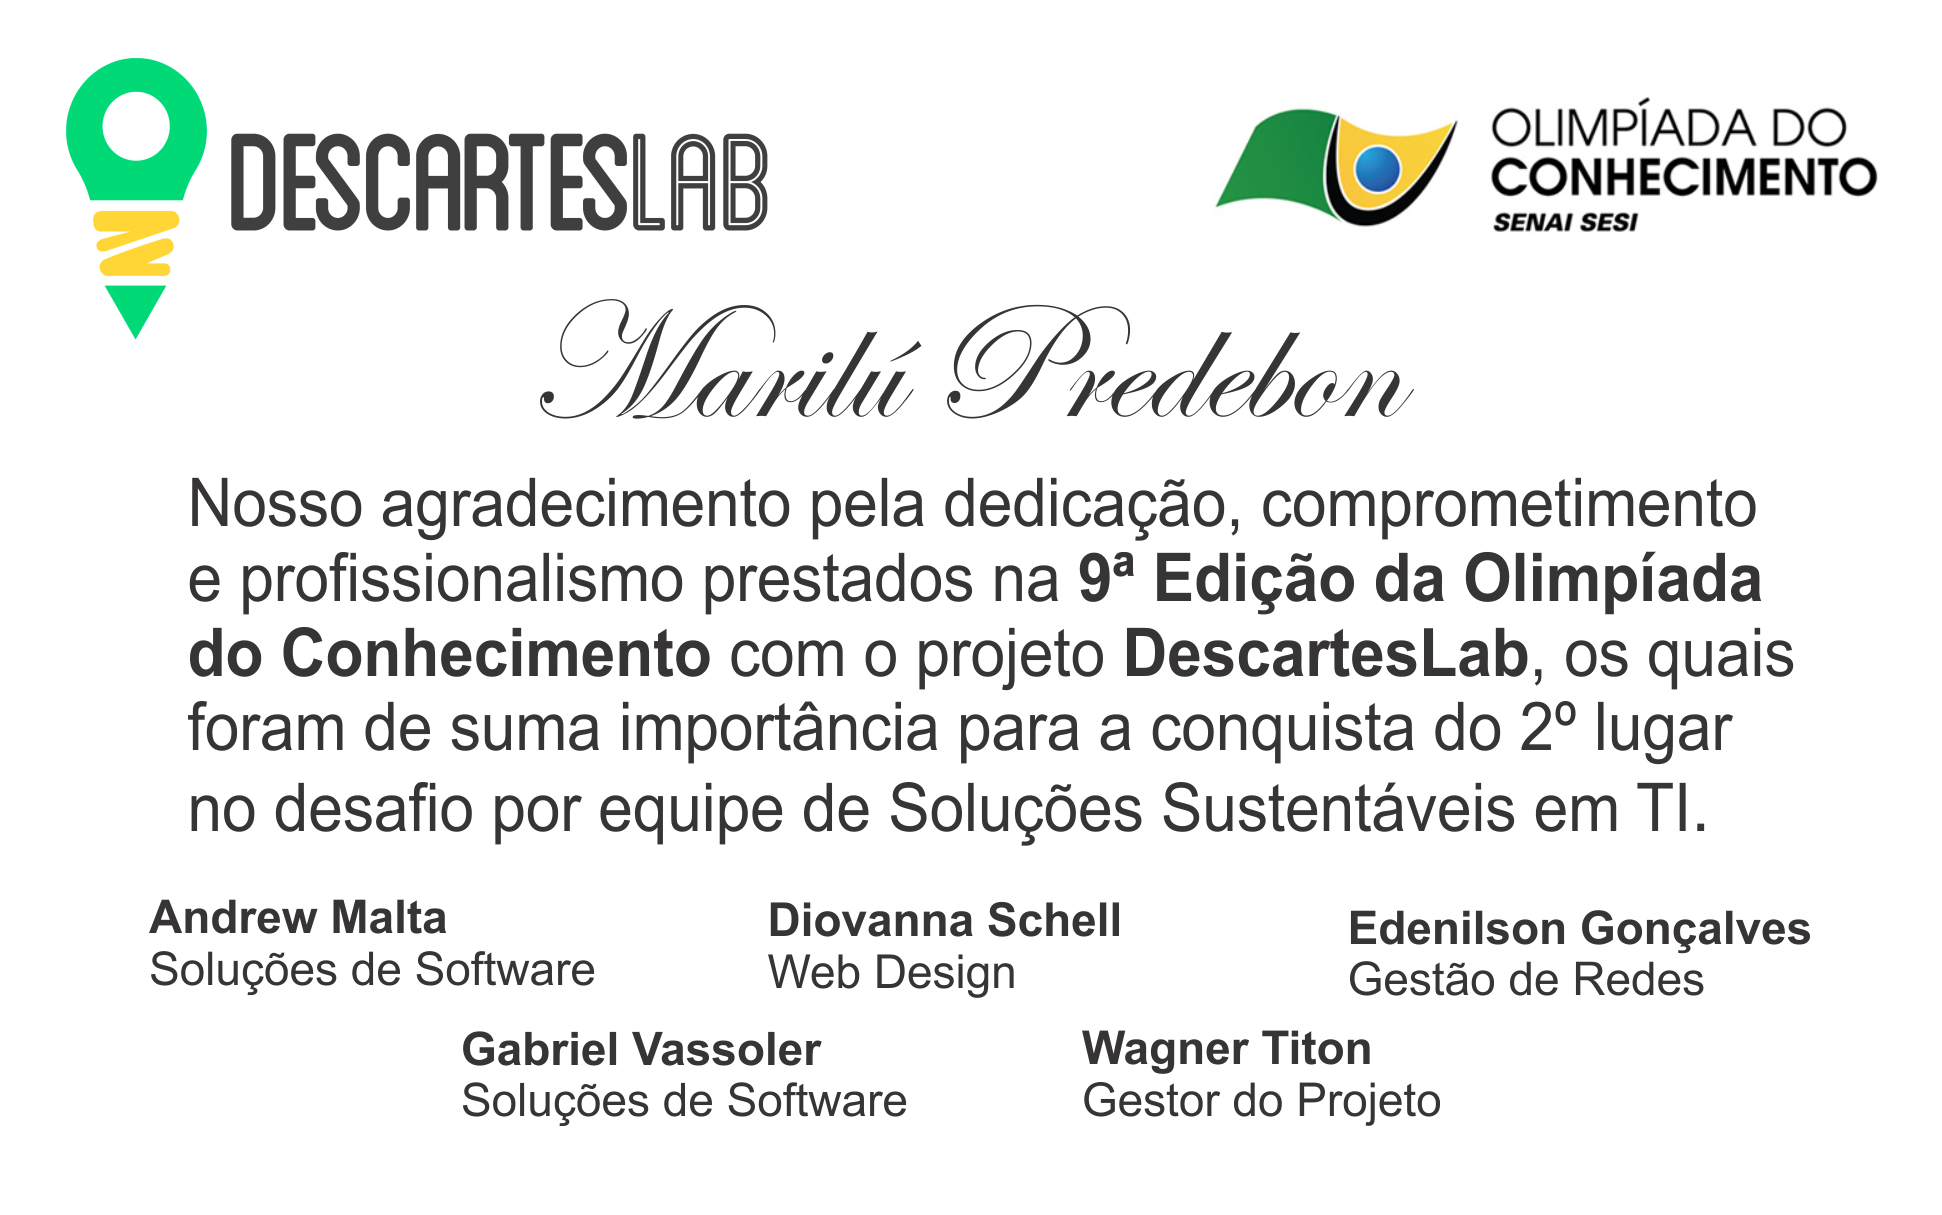 DESCARTESLAB
OLIMPÍADA DO
CONHECIMENTO
SENAI SESI
Marilú Predebon
Nosso agradecimento pela dedicação, comprometimento
e profissionalismo prestados na 9ª Edição da Olimpíada
do Conhecimento com o projeto DescartesLab, os quais
foram de suma importância para a conquista do 2º lugar
no desafio por equipe de Soluções Sustentáveis em TI.
Andrew Malta
Soluções de Software
Diovanna Schell
Web Design
Edenilson Gonçalves
Gestão de Redes
Gabriel Vassoler
Soluções de Software
Wagner Titon
Gestor do Projeto